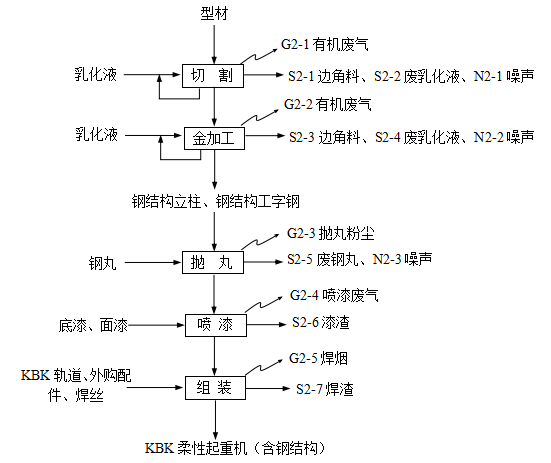 型材
G2-1有机废气
乳化液
切 割
S2-1边角料、S2-2废乳化液、N2-1噪声
G2-2有机废气
乳化液
金加工
S2-3边角料、S2-4废乳化液、N2-2噪声
钢结构立柱、钢结构工字钢
G2-3抛丸粉尘
钢丸
抛 丸
S2-5废钢丸、N2-3噪声
G2-4喷漆废气
底漆、面漆
喷 漆
S2-6漆渣
G2-5焊烟
KBK轨道、外购配
件、焊丝
组 装
S2-7焊渣
KBK柔性起重机（含钢结构）